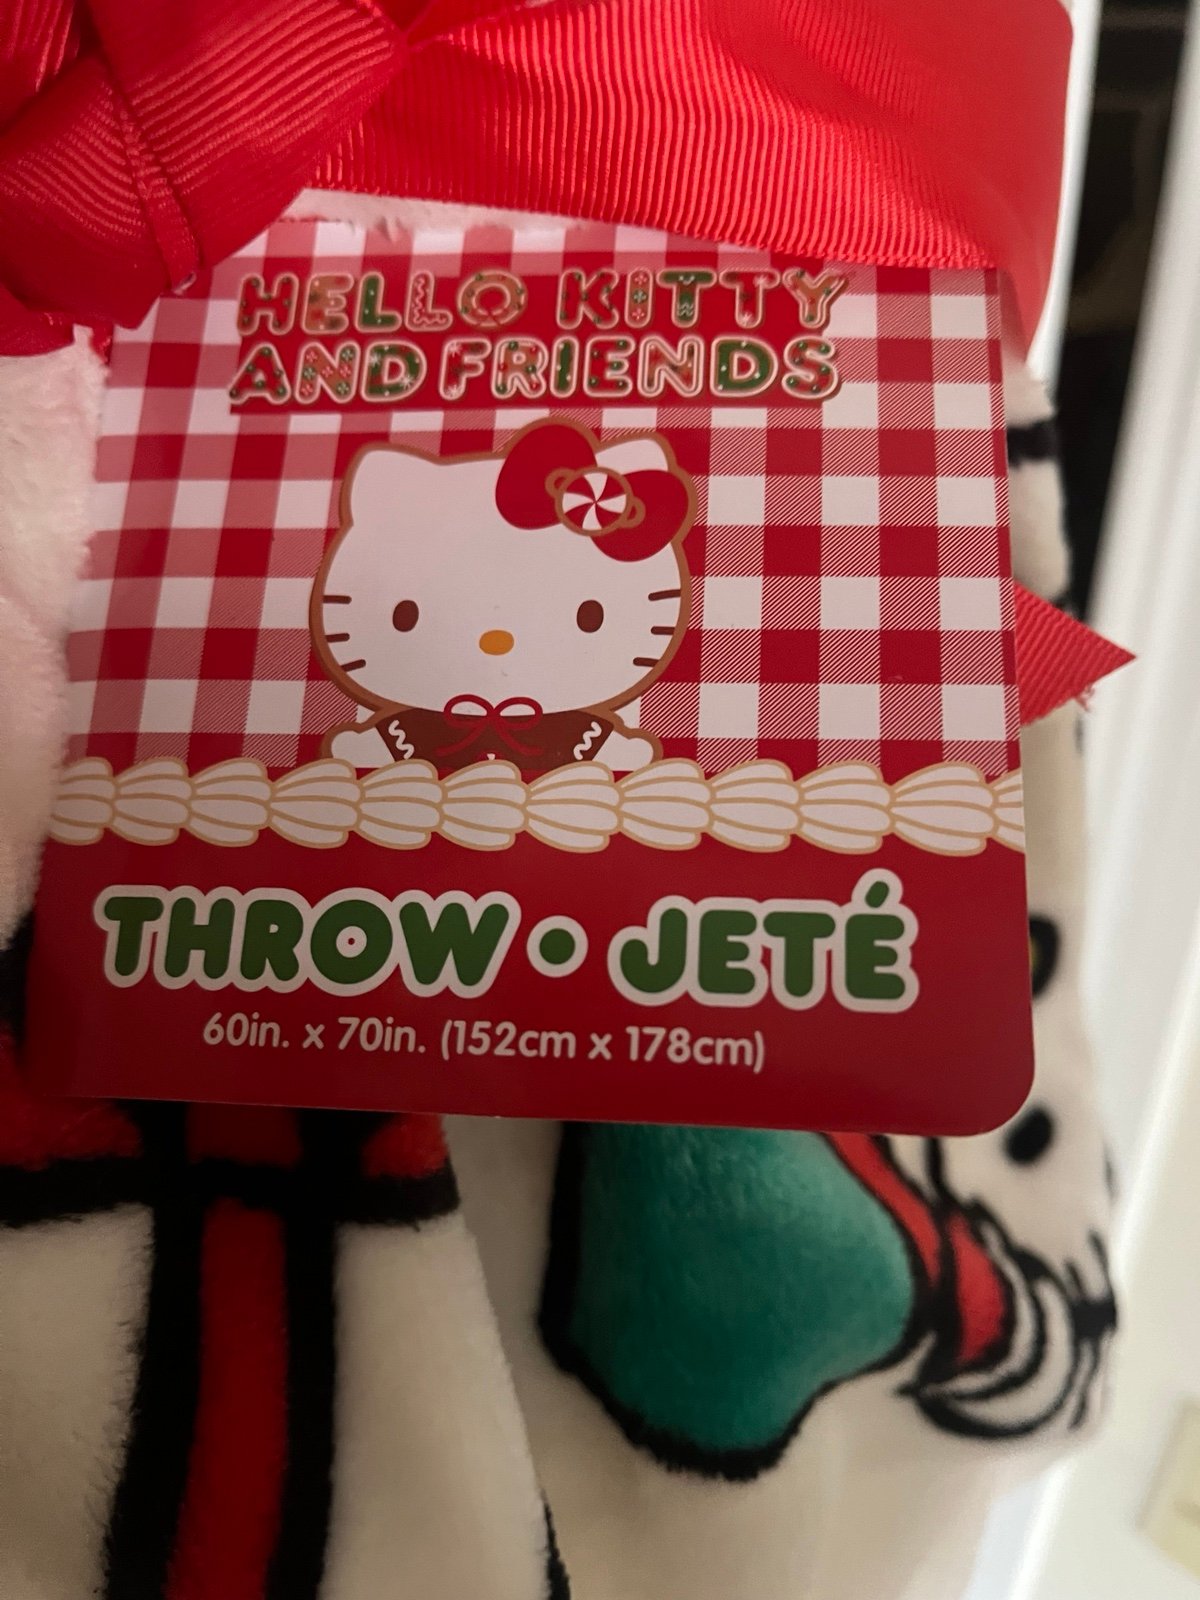 HELLO KITTY
AND FRIENDS
THROW • JETÉ
60in. x 70in. (152cm x 178cm)